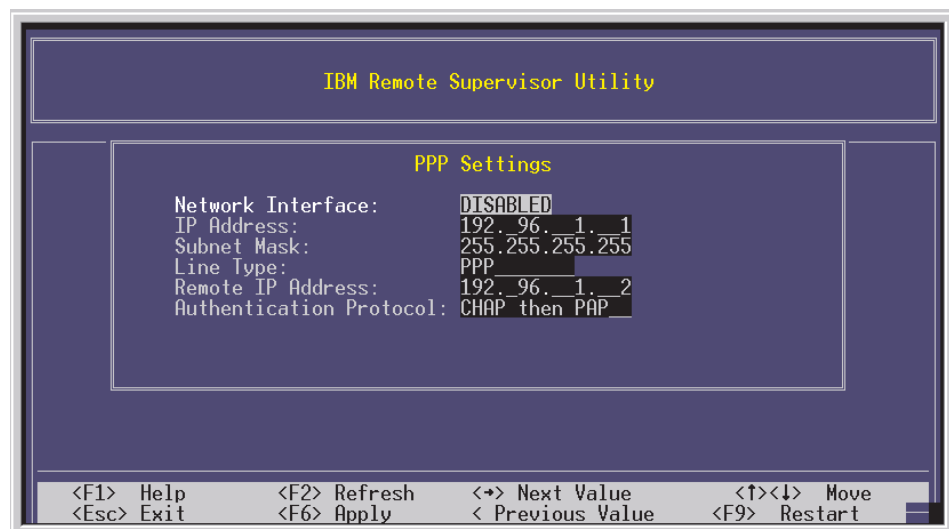 IBM Remote Supervisor Utility
PPP Settings
Network Interface: DISABLED
IP Address: 192._96.__1.__1
Subnet Mask: 255.255.255.255
Line Type: PPP_______
Remote IP Address: 192._96.__1.__2
Authentication Protocol: CHAP then PAP__
<F1> Help <F2> Refresh <→> Next Value <↑><↓> Move
<Esc> Exit <F6> Apply < Previous Value <F9> Restart